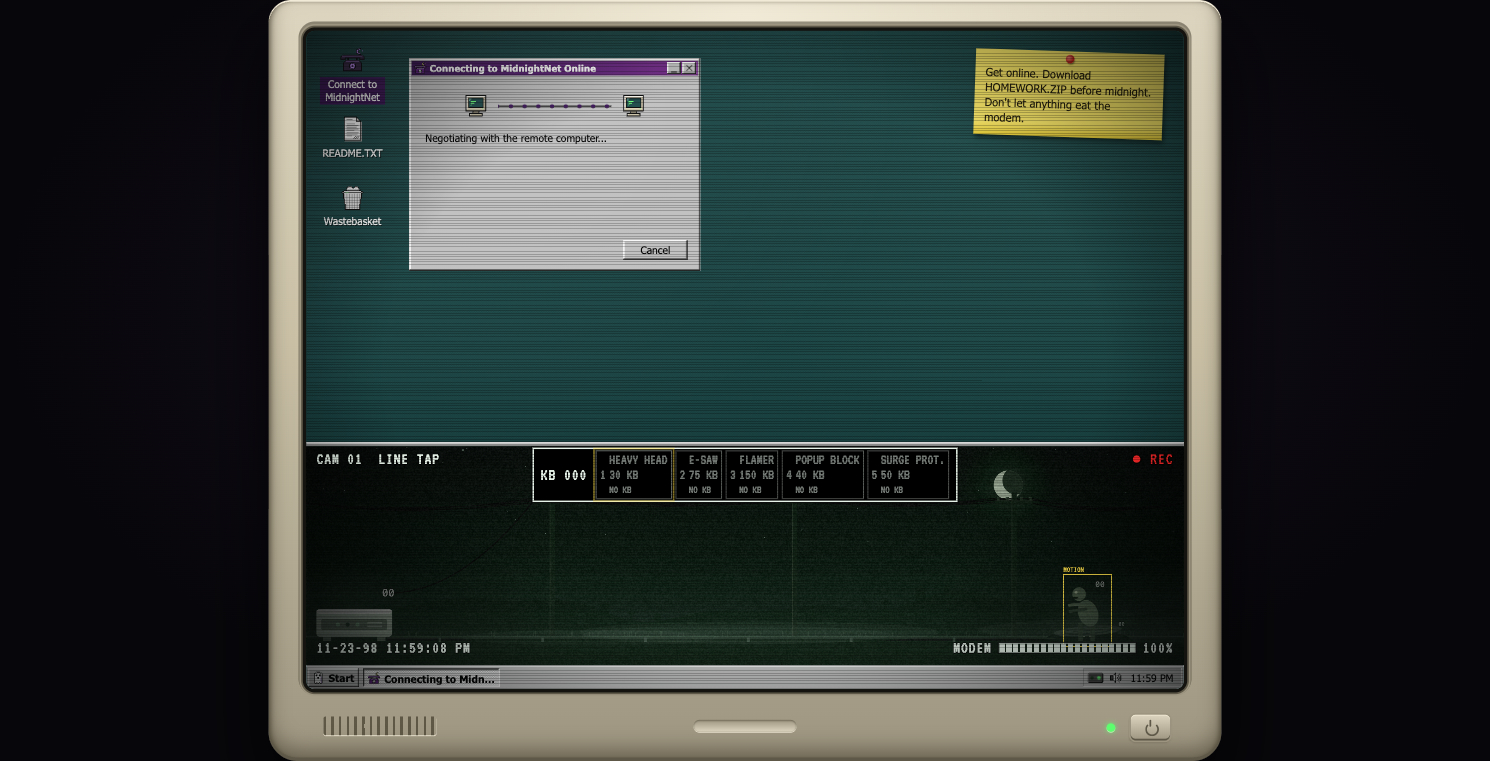 Connect to
MidnightNet
README.TXT
Wastebasket
Connecting to MidnightNet Online
Negotiating with the remote computer...
Cancel
Get online. Download
HOMEWORK.ZIP before midnight.
Don't let anything eat the
modem.
CAM 01 LINE TAP
KB 000
HEAVY HEAD
1 30 KB
NO KB
E-SAW
2 75 KB
NO KB
FLAMER
3 150 KB
NO KB
POPUP BLOCK
4 40 KB
NO KB
SURGE PROT.
5 50 KB
NO KB
REC
MOTION
00
00
11-23-98 11:59:08 PM
MODEM 100%
Start
Connecting to Midn...
11:59 PM